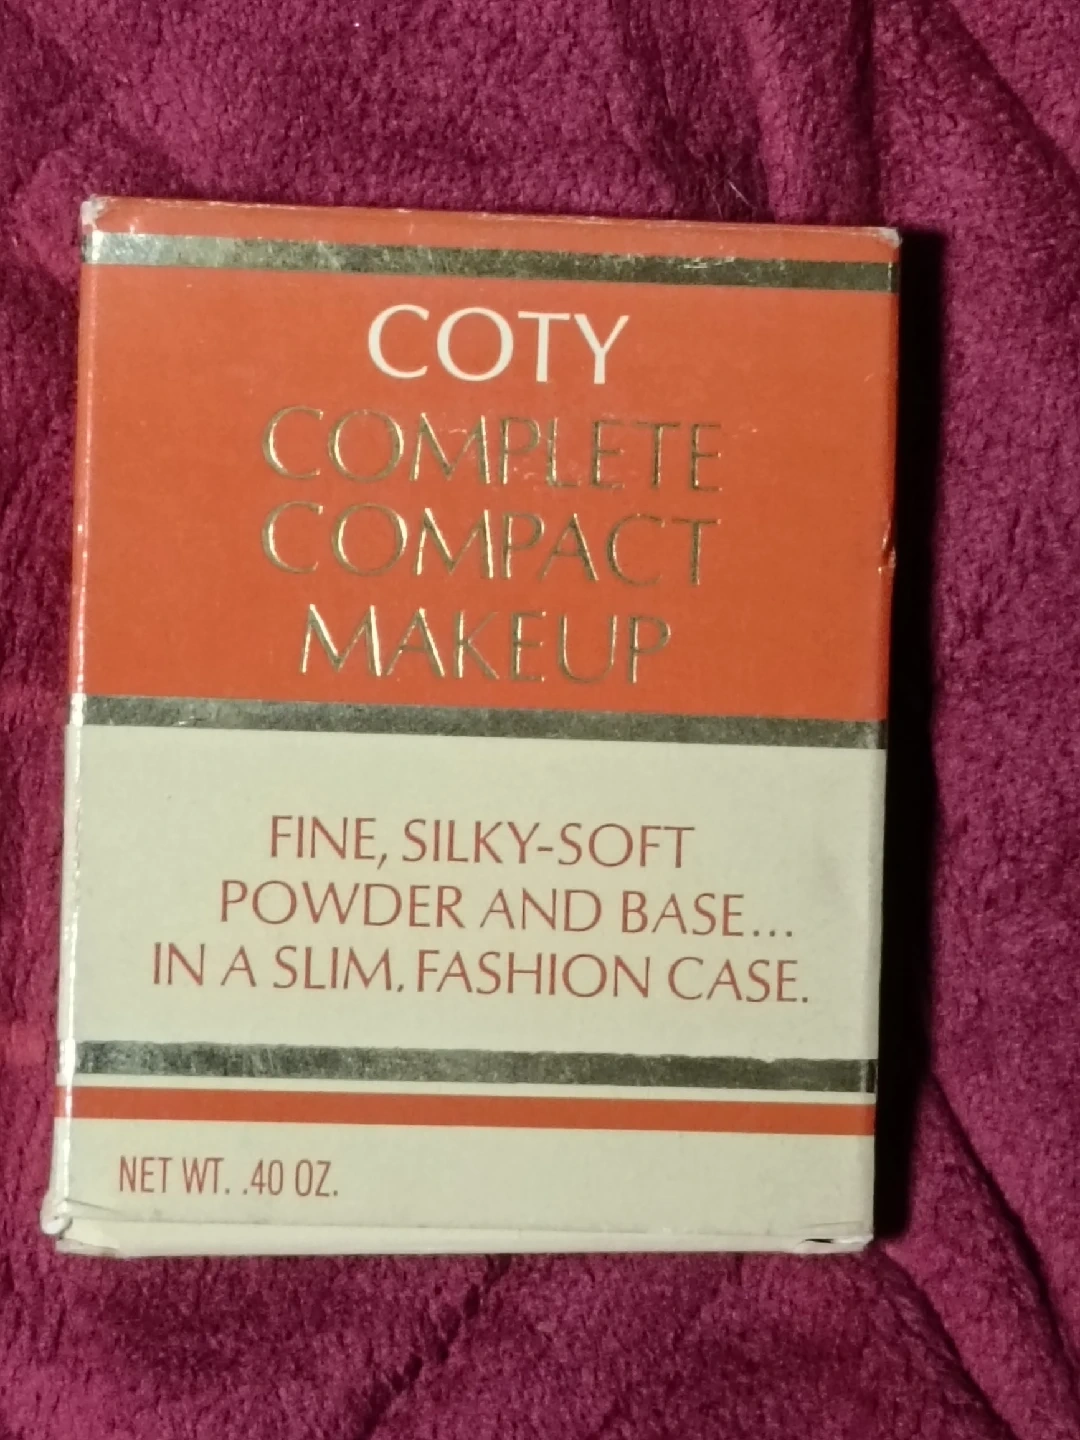 COTY
COMPLETE
COMPACT
MAKEUP
FINE, SILKY-SOFT
POWDER AND BASE...
IN A SLIM, FASHION CASE.
NET WT. .40 OZ.